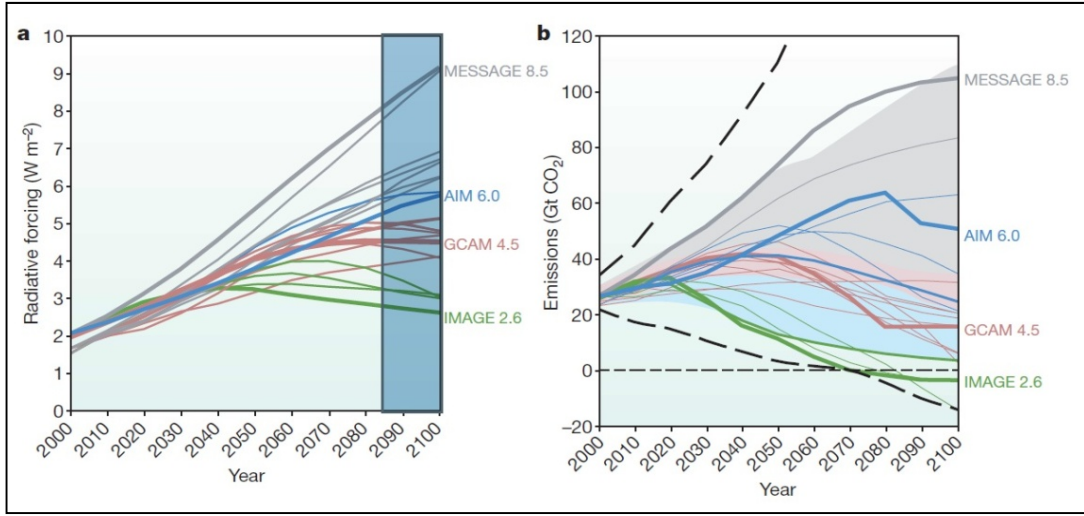 a
Radiative forcing (W m–2)
10
9
8
7
6
5
4
3
2
1
0
MESSAGE 8.5
AIM 6.0
GCAM 4.5
IMAGE 2.6
2000
2010
2020
2030
2040
2050
2060
2070
2080
2090
2100
Year
b
Emissions (Gt CO2)
120
100
80
60
40
20
0
–20
MESSAGE 8.5
AIM 6.0
GCAM 4.5
IMAGE 2.6
2000
2010
2020
2030
2040
2050
2060
2070
2080
2090
2100
Year